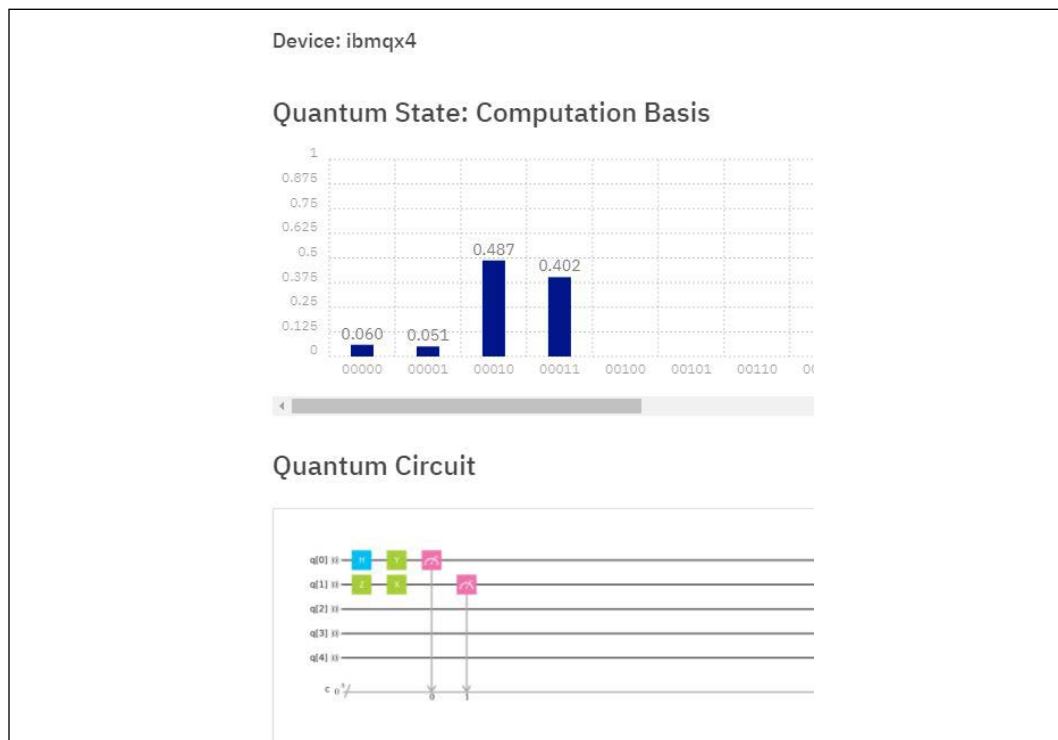 Device: ibmqx4
Quantum State: Computation Basis
1
0.875
0.75
0.625
0.5
0.375
0.25
0.125
0
0.487
0.402
0.060 0.051
00000 00001 00010 00011 00100 00101 00110
Quantum Circuit
q[0] H Y
q[1] Z X
q[2]
q[3]
q[4]
c 0
0 1